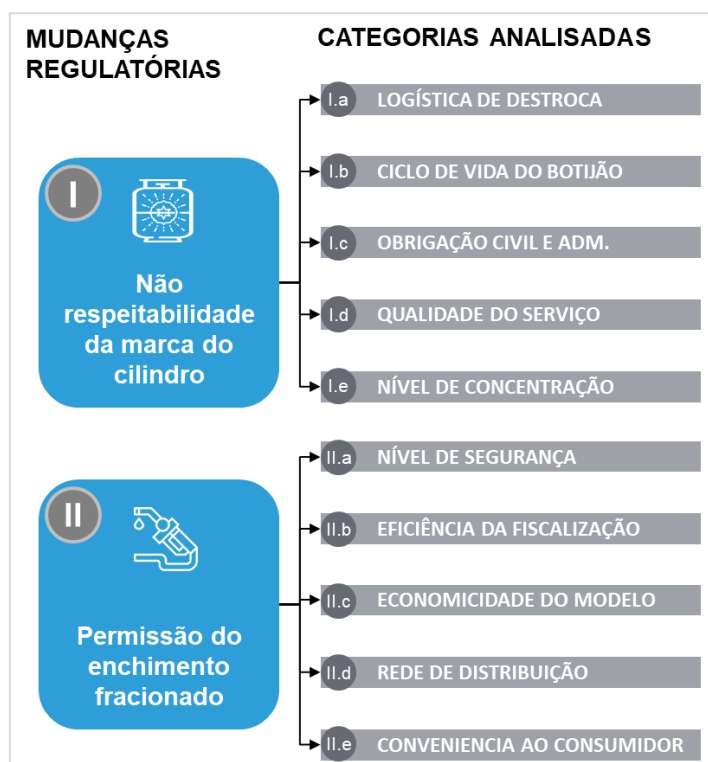 MUDANÇAS
REGULATÓRIAS
CATEGORIAS ANALISADAS
I
Não
respeitabilidade
da marca do
cilindro
I.a LOGÍSTICA DE DESTROCA
I.b CICLO DE VIDA DO BOTIJÃO
I.c OBRIGAÇÃO CIVIL E ADM.
I.d QUALIDADE DO SERVIÇO
I.e NÍVEL DE CONCENTRAÇÃO
II
Permissão do
enchimento
fracionado
II.a NÍVEL DE SEGURANÇA
II.b EFICIÊNCIA DA FISCALIZAÇÃO
II.c ECONOMICIDADE DO MODELO
II.d REDE DE DISTRIBUIÇÃO
II.e CONVENIENCIA AO CONSUMIDOR